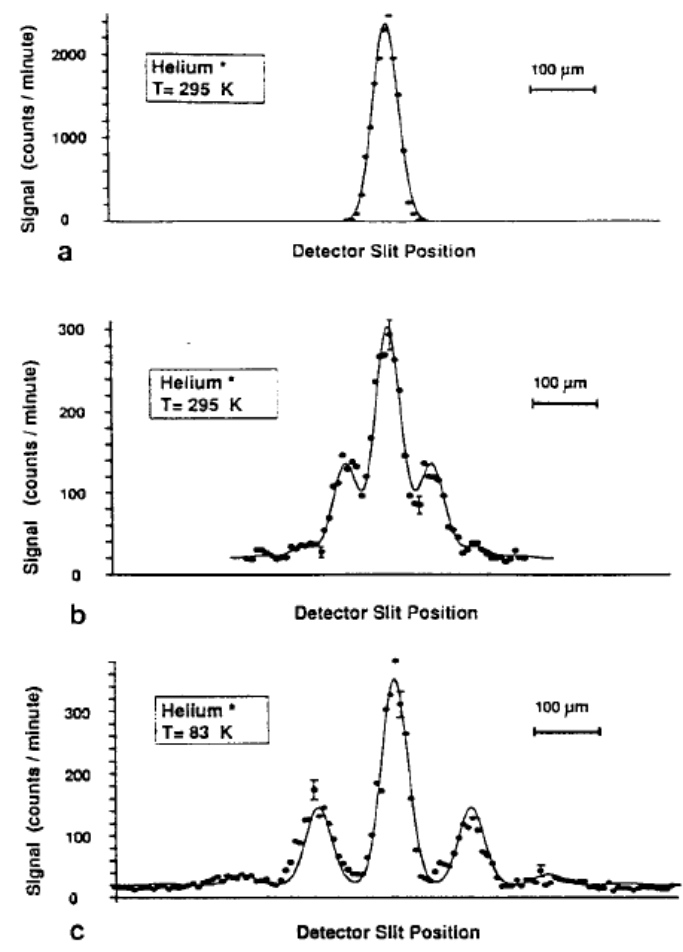 Signal (counts / minute)
2000
1000
0
Helium *
T= 295 K
100 µm
a
Detector Slit Position
Signal (counts / minute)
300
200
100
0
Helium *
T= 295 K
100 µm
b
Detector Slit Position
Signal (counts / minute)
300
200
100
0
Helium *
T= 83 K
100 µm
c
Detector Slit Position